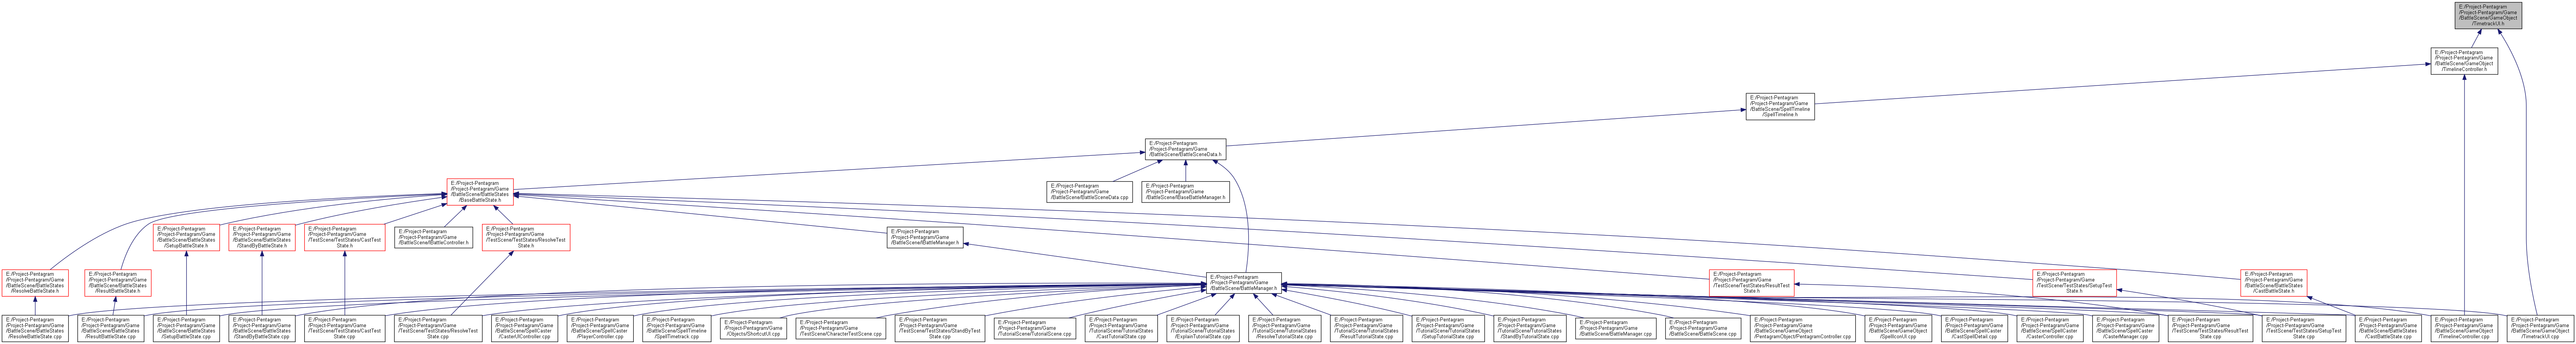 E:/Project-Pentagram
/Project-Pentagram/Game
/BattleScene/GameObject
/TimetrackUI.h
E:/Project-Pentagram
/Project-Pentagram/Game
/BattleScene/GameObject
/TimelineController.h
E:/Project-Pentagram
/Project-Pentagram/Game
/BattleScene/SpellTimeline
/SpellTimeline.h
E:/Project-Pentagram
/Project-Pentagram/Game
/BattleScene/BattleSceneData.h
E:/Project-Pentagram
/Project-Pentagram/Game
/BattleScene/BattleStates
/BaseBattleState.h
E:/Project-Pentagram
/Project-Pentagram/Game
/BattleScene/BattleSceneData.cpp
E:/Project-Pentagram
/Project-Pentagram/Game
/BattleScene/IBaseBattleManager.h
E:/Project-Pentagram
/Project-Pentagram/Game
/BattleScene/BattleStates
/SetupBattleState.h
E:/Project-Pentagram
/Project-Pentagram/Game
/BattleScene/BattleStates
/StandByBattleState.h
E:/Project-Pentagram
/Project-Pentagram/Game
/TestScene/TestStates/CastTest
State.h
E:/Project-Pentagram
/Project-Pentagram/Game
/BattleScene/IBattleController.h
E:/Project-Pentagram
/Project-Pentagram/Game
/TestScene/TestStates/ResolveTest
State.h
E:/Project-Pentagram
/Project-Pentagram/Game
/BattleScene/IBattleManager.h
E:/Project-Pentagram
/Project-Pentagram/Game
/BattleScene/BattleStates
/ResolveBattleState.h
E:/Project-Pentagram
/Project-Pentagram/Game
/BattleScene/BattleStates
/ResultBattleState.h
E:/Project-Pentagram
/Project-Pentagram/Game
/BattleScene/BattleManager.h
E:/Project-Pentagram
/Project-Pentagram/Game
/TestScene/TestStates/ResultTest
State.h
E:/Project-Pentagram
/Project-Pentagram/Game
/TestScene/TestStates/SetupTest
State.h
E:/Project-Pentagram
/Project-Pentagram/Game
/BattleScene/BattleStates
/CastBattleState.h
E:/Project-Pentagram
/Project-Pentagram/Game
/BattleScene/BattleStates
/ResolveBattleState.cpp
E:/Project-Pentagram
/Project-Pentagram/Game
/BattleScene/BattleStates
/ResultBattleState.cpp
E:/Project-Pentagram
/Project-Pentagram/Game
/BattleScene/BattleStates
/SetupBattleState.cpp
E:/Project-Pentagram
/Project-Pentagram/Game
/BattleScene/BattleStates
/StandByBattleState.cpp
E:/Project-Pentagram
/Project-Pentagram/Game
/TestScene/TestStates/CastTest
State.cpp
E:/Project-Pentagram
/Project-Pentagram/Game
/TestScene/TestStates/ResolveTest
State.cpp
E:/Project-Pentagram
/Project-Pentagram/Game
/BattleScene/SpellCaster
/CasterUIController.cpp
E:/Project-Pentagram
/Project-Pentagram/Game
/BattleScene/SpellCaster
/PlayerController.cpp
E:/Project-Pentagram
/Project-Pentagram/Game
/BattleScene/SpellTimeline
/SpellTimetrack.cpp
E:/Project-Pentagram
/Project-Pentagram/Game
/Objects/ShortcutUI.cpp
E:/Project-Pentagram
/Project-Pentagram/Game
/TestScene/CharacterTestScene.cpp
E:/Project-Pentagram
/Project-Pentagram/Game
/TestScene/TestStates/StandByTest
State.cpp
E:/Project-Pentagram
/Project-Pentagram/Game
/TutorialScene/TutorialScene.cpp
E:/Project-Pentagram
/Project-Pentagram/Game
/TutorialScene/TutorialStates
/CastTutorialState.cpp
E:/Project-Pentagram
/Project-Pentagram/Game
/TutorialScene/TutorialStates
/ExplainTutorialState.cpp
E:/Project-Pentagram
/Project-Pentagram/Game
/TutorialScene/TutorialStates
/ResolveTutorialState.cpp
E:/Project-Pentagram
/Project-Pentagram/Game
/TutorialScene/TutorialStates
/ResultTutorialState.cpp
E:/Project-Pentagram
/Project-Pentagram/Game
/TutorialScene/TutorialStates
/SetupTutorialState.cpp
E:/Project-Pentagram
/Project-Pentagram/Game
/TutorialScene/TutorialStates
/StandByTutorialState.cpp
E:/Project-Pentagram
/Project-Pentagram/Game
/BattleScene/BattleManager.cpp
E:/Project-Pentagram
/Project-Pentagram/Game
/BattleScene/BattleScene.cpp
E:/Project-Pentagram
/Project-Pentagram/Game
/BattleScene/GameObject
/PentagramObject/PentagramController.cpp
E:/Project-Pentagram
/Project-Pentagram/Game
/BattleScene/GameObject
/SpellIconUI.cpp
E:/Project-Pentagram
/Project-Pentagram/Game
/BattleScene/SpellCaster
/CastSpellDetail.cpp
E:/Project-Pentagram
/Project-Pentagram/Game
/BattleScene/SpellCaster
/CasterController.cpp
E:/Project-Pentagram
/Project-Pentagram/Game
/BattleScene/SpellCaster
/CasterManager.cpp
E:/Project-Pentagram
/Project-Pentagram/Game
/TestScene/TestStates/ResultTest
State.cpp
E:/Project-Pentagram
/Project-Pentagram/Game
/TestScene/TestStates/SetupTest
State.cpp
E:/Project-Pentagram
/Project-Pentagram/Game
/BattleScene/BattleStates
/CastBattleState.cpp
E:/Project-Pentagram
/Project-Pentagram/Game
/BattleScene/GameObject
/TimelineController.cpp
E:/Project-Pentagram
/Project-Pentagram/Game
/BattleScene/GameObject
/TimetrackUI.cpp